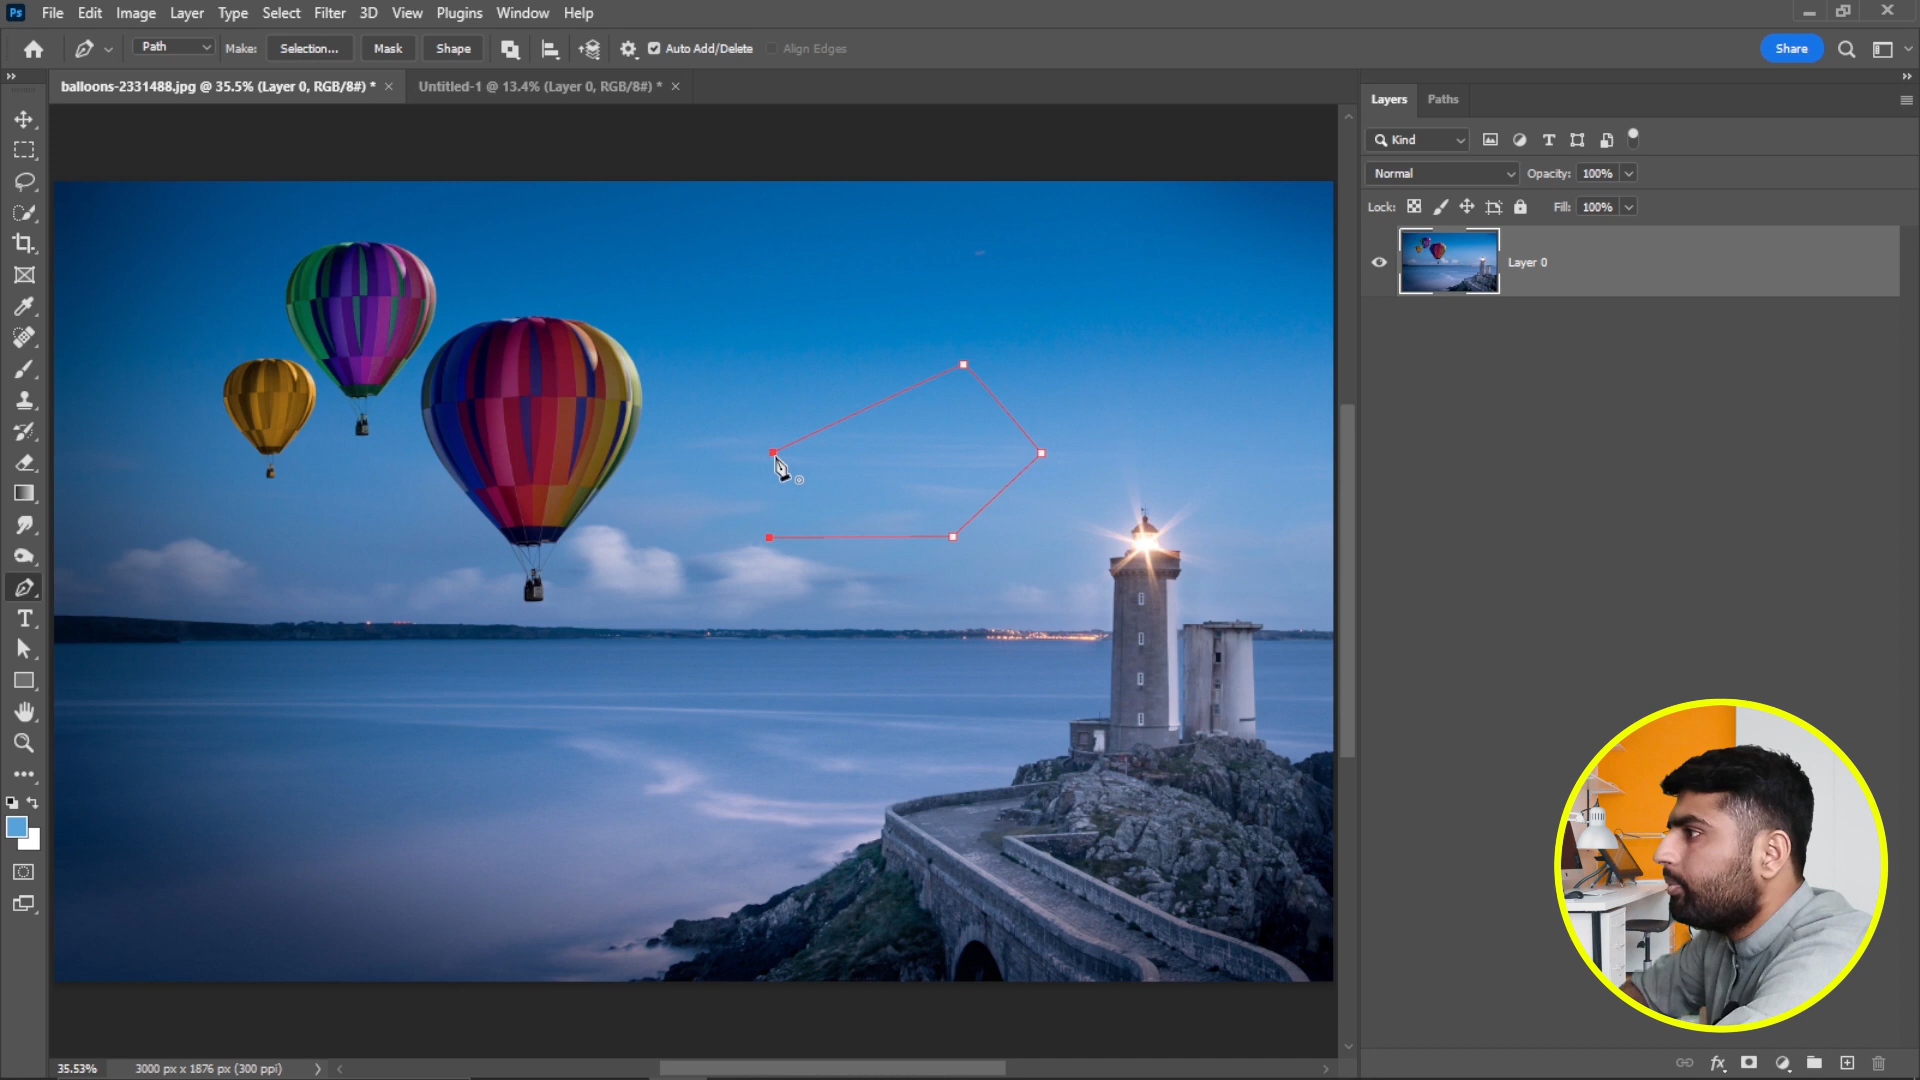 Ps File Edit Image Layer Type Select Filter 3D View Plugins Window Help
Path Make: Selection... Mask Shape Auto Add/Delete Align Edges Share
balloons-2331488.jpg @ 35.5% (Layer 0, RGB/8#) * × Untitled-1 @ 13.4% (Layer 0, RGB/8#) * ×
Layers Paths
Kind
Normal Opacity: 100%
Lock: Fill: 100%
Layer 0
35.53% 3000 px x 1876 px (300 ppi)